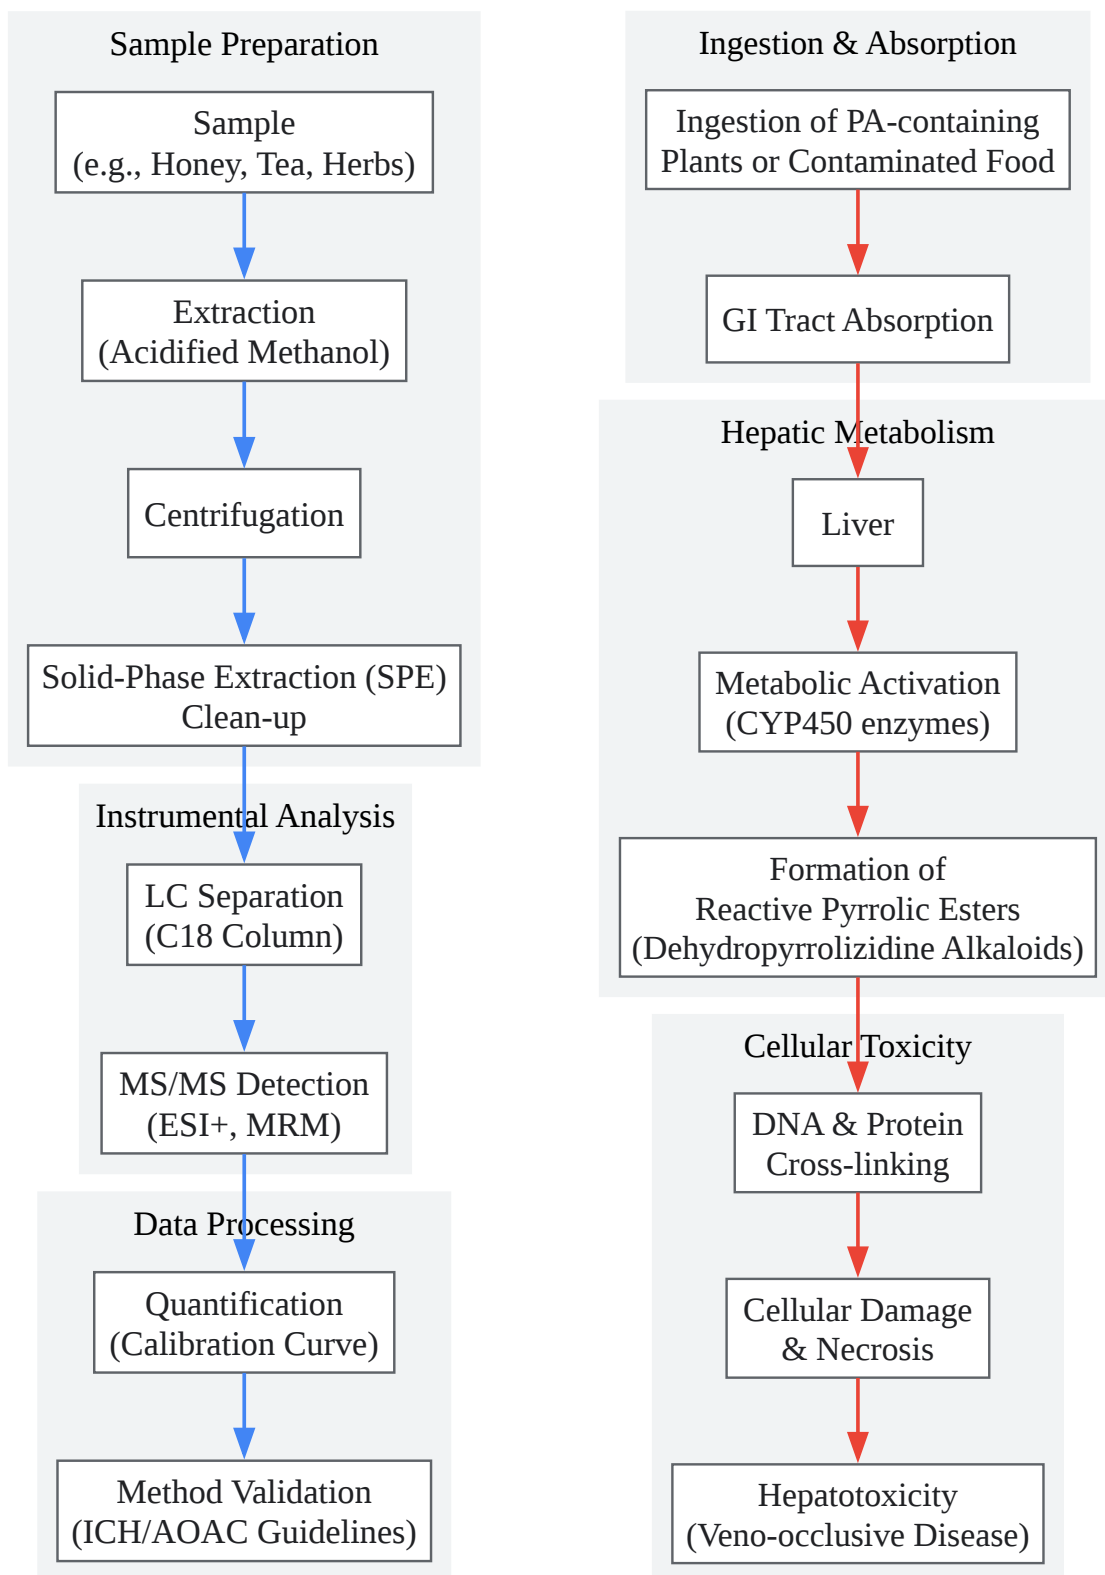 Sample Preparation
Sample
(e.g., Honey, Tea, Herbs)
Extraction
(Acidified Methanol)
Centrifugation
Solid-Phase Extraction (SPE)
Clean-up
Instrumental Analysis
LC Separation
(C18 Column)
MS/MS Detection
(ESI+, MRM)
Data Processing
Quantification
(Calibration Curve)
Method Validation
(ICH/AOAC Guidelines)
Ingestion & Absorption
Ingestion of PA-containing
Plants or Contaminated Food
GI Tract Absorption
Hepatic Metabolism
Liver
Metabolic Activation
(CYP450 enzymes)
Formation of
Reactive Pyrrolic Esters
(Dehydropyrrolizidine Alkaloids)
Cellular Toxicity
DNA & Protein
Cross-linking
Cellular Damage
& Necrosis
Hepatotoxicity
(Veno-occlusive Disease)